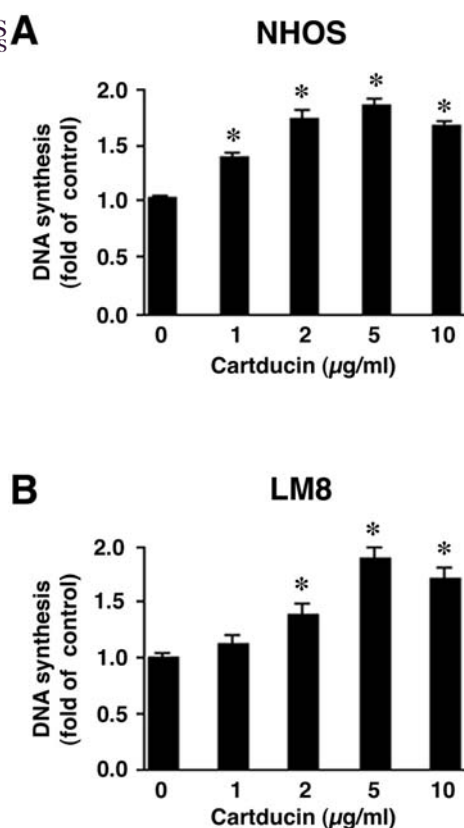 S
S
A
NHOS
DNA synthesis
(fold of control)
2.0
*
*
*
*
1.5
1.0
0.5
0.0
0 1 2 5 10
Cartducin (µg/ml)
B
LM8
DNA synthesis
(fold of control)
2.0
*
*
*
1.5
1.0
0.5
0.0
0 1 2 5 10
Cartducin (µg/ml)